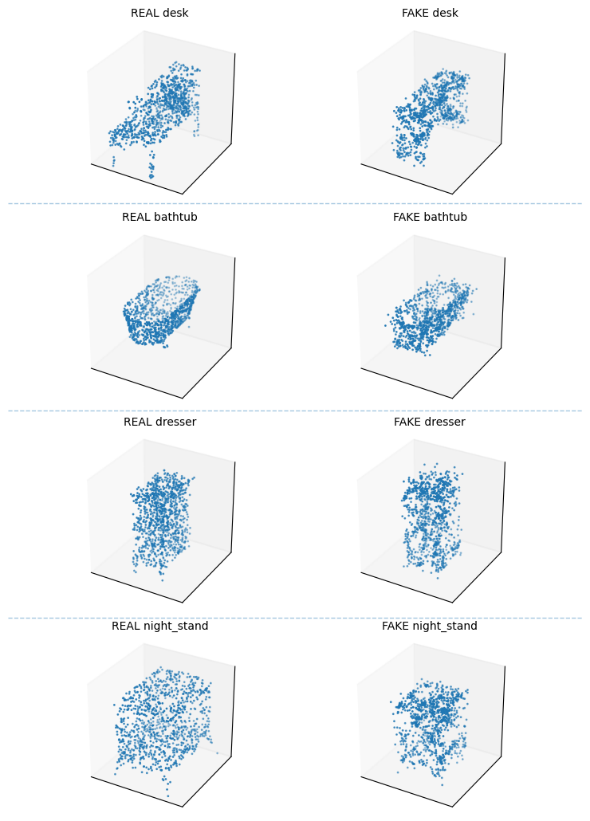 REAL desk
FAKE desk
REAL bathtub
FAKE bathtub
REAL dresser
FAKE dresser
REAL night_stand
FAKE night_stand